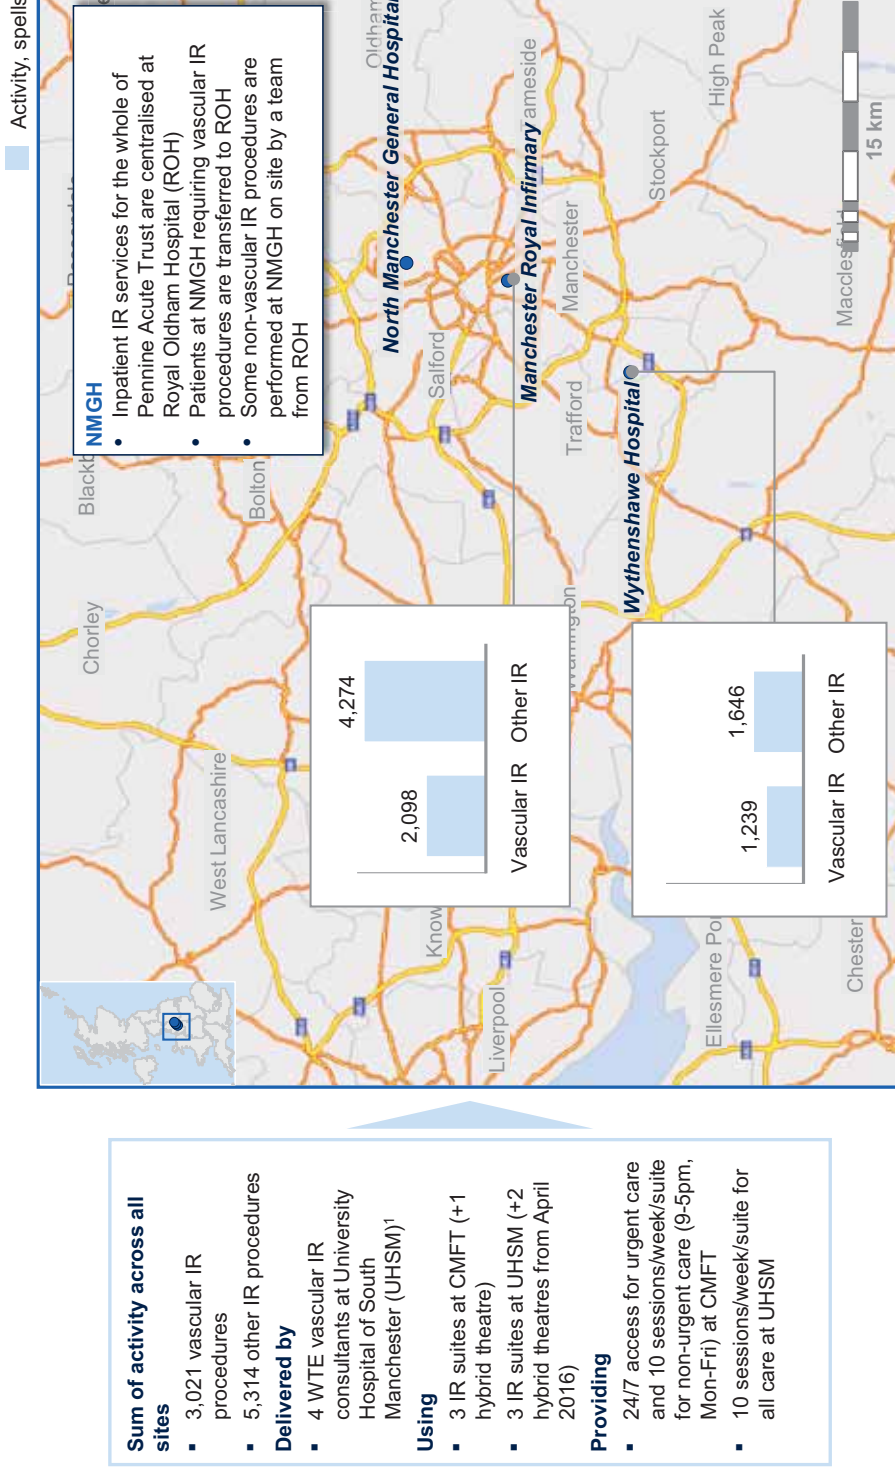 Activity, spells
Sum of activity across all
sites
▪ 3,021 vascular IR
procedures
▪ 5,314 other IR procedures
Delivered by
▪ 4 WTE vascular IR
consultants at University
Hospital of South
Manchester (UHSM)¹
Using
▪ 3 IR suites at CMFT (+1
hybrid theatre)
▪ 3 IR suites at UHSM (+2
hybrid theatres from April
2016)
Providing
▪ 24/7 access for urgent care
and 10 sessions/week/suite
for non-urgent care (9-5pm,
Mon-Fri) at CMFT
▪ 10 sessions/week/suite for
all care at UHSM
NMGH
• Inpatient IR services for the whole of
Pennine Acute Trust are centralised at
Royal Oldham Hospital (ROH)
• Patients at NMGH requiring vascular IR
procedures are transferred to ROH
• Some non-vascular IR procedures are
performed at NMGH on site by a team
from ROH
Blackb
Chorley
West Lancashire
Bolton
Oldham
North Manchester General Hospital
Salford
4,274
2,098
Vascular IR Other IR
Know
Liverpool
Manchester Royal Infirmary
ameside
Manchester
Trafford
Wythenshawe Hospital
Stockport
High Peak
1,646
1,239
Vascular IR Other IR
Ellesmere Po
Chester
Maccles
15 km